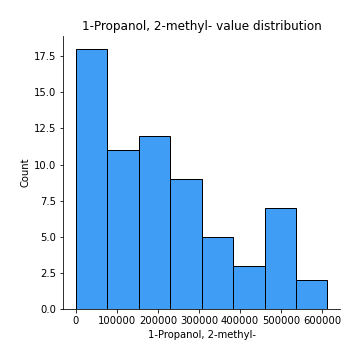 1-Propanol, 2-methyl- value distribution
17.5
15.0
12.5
10.0
7.5
5.0
2.5
0.0
Count
0 100000 200000 300000 400000 500000 600000
1-Propanol, 2-methyl-